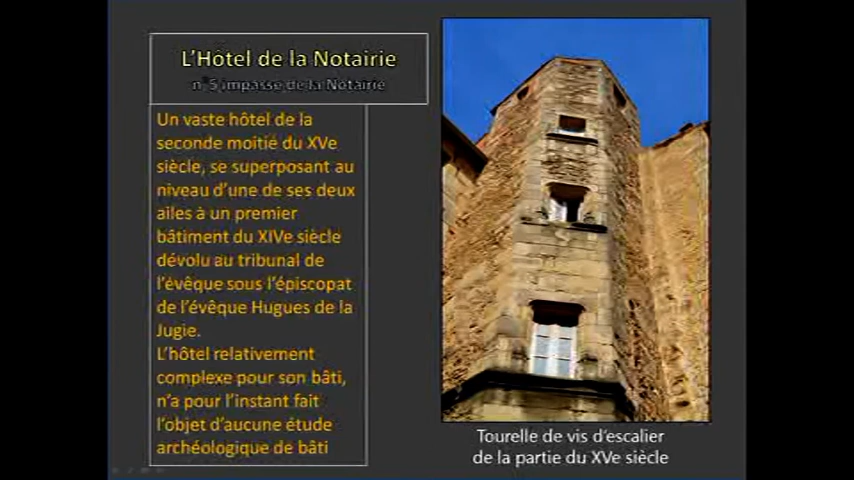 L'Hôtel de la Notairie
n°5 impasse de la Notairie
Un vaste hôtel de la
seconde moitié du XVe
siècle, se superposant au
niveau d'une de ses deux
ailes à un premier
bâtiment du XIVe siècle
dévolu au tribunal de
l'évêque sous l'épiscopat
de l'évêque Hugues de la
Jugie.
L'hôtel relativement
complexe pour son bâti,
n'a pour l'instant fait
l'objet d'aucune étude
archéologique de bâti
Tourelle de vis d'escalier
de la partie du XVe siècle